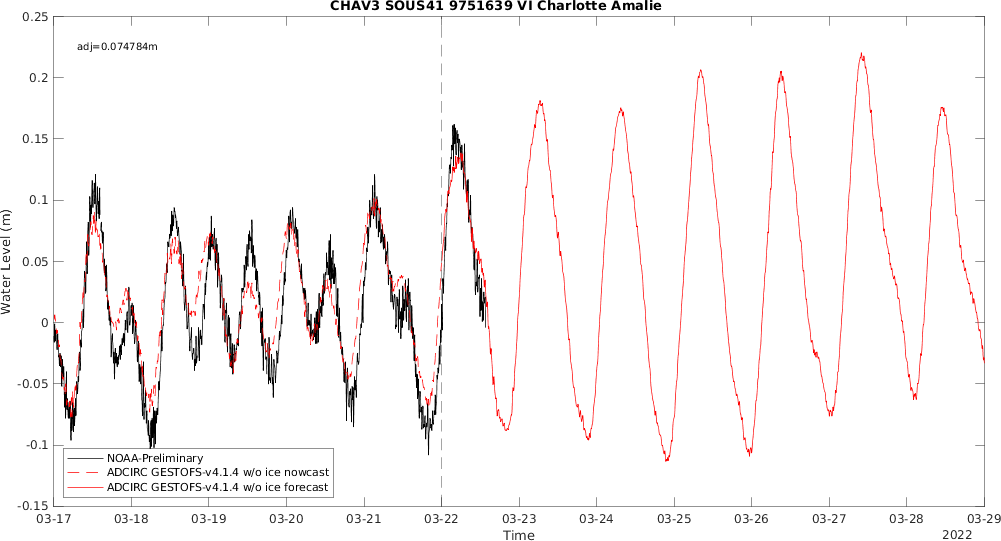 CHAV3 SOUS41 9751639 VI Charlotte Amalie
adj=0.074784m
Water Level (m)
0.25
0.2
0.15
0.1
0.05
0
-0.05
-0.1
-0.15
NOAA-Preliminary
ADCIRC GESTOFS-v4.1.4 w/o ice nowcast
ADCIRC GESTOFS-v4.1.4 w/o ice forecast
03-17 03-18 03-19 03-20 03-21 03-22 03-23 03-24 03-25 03-26 03-27 03-28 03-29
Time
2022